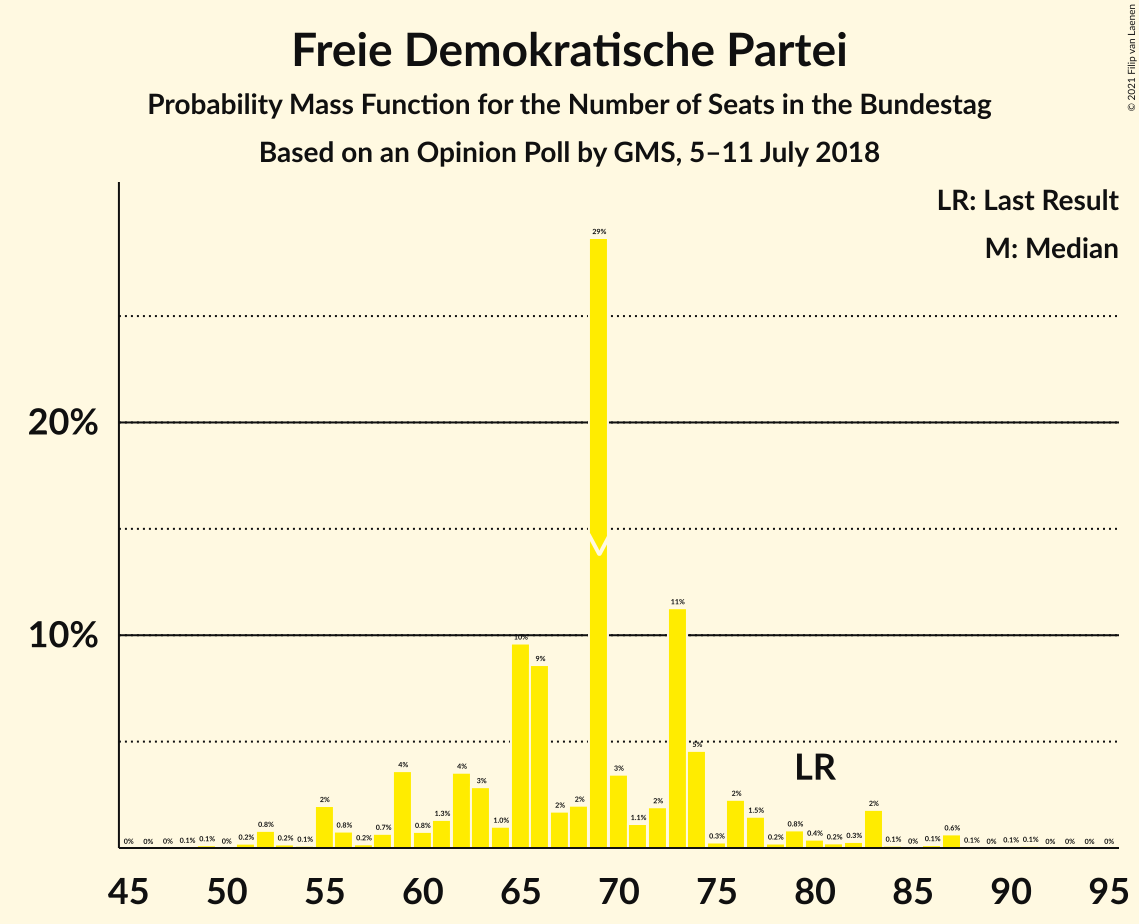 © 2021 Filip van Laenen
Freie Demokratische Partei
Probability Mass Function for the Number of Seats in the Bundestag
Based on an Opinion Poll by GMS, 5–11 July 2018
LR: Last Result
M: Median
29%
20%
11%
10%
10%
9%
5%
LR
4% 4% 3% 3%
2% 2% 2% 2% 2% 2%
0% 0% 0% 0.1% 0.1% 0% 0.2% 0.8% 0.2% 0.1% 0.8% 0.2% 0.7% 0.8% 1.3% 1.0% 1.1% 0.3% 1.5% 0.2% 0.8% 0.4% 0.2% 0.3% 0.1% 0% 0.1% 0.6% 0.1% 0% 0.1% 0.1% 0% 0% 0% 0%
45 50 55 60 65 70 75 80 85 90 95